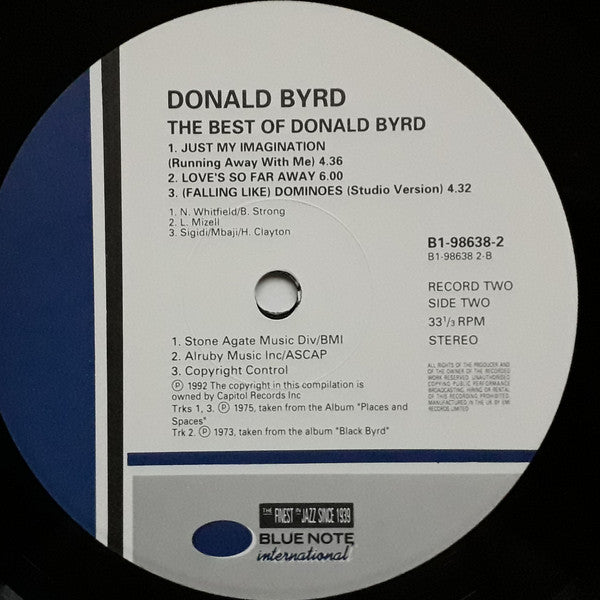 DONALD BYRD
THE BEST OF DONALD BYRD
1. JUST MY IMAGINATION
(Running Away With Me) 4.36
2. LOVE'S SO FAR AWAY 6.00
3. (FALLING LIKE) DOMINOES (Studio Version) 4.32
1. N. Whitfield/B. Strong
2. L. Mizell
3. Sigidi/Mbaji/H. Clayton
B1-98638-2
B1-98638 2-B
RECORD TWO
SIDE TWO
33 1/3 RPM
STEREO
1. Stone Agate Music Div/BMI
2. Alruby Music Inc/ASCAP
3. Copyright Control
℗ 1992 The copyright in this compilation is
owned by Capitol Records Inc
Trks 1, 3. ℗ 1975, taken from the Album "Places and
Spaces"
Trk 2. ℗ 1973, taken from the album "Black Byrd"
ALL RIGHTS OF THE PRODUCER AND
OF THE OWNER OF THE RECORDED
WORK RESERVED. UNAUTHORISED
COPYING PUBLIC PERFORMANCE
BROADCASTING, HIRING OR RENTAL
OF THIS RECORDING PROHIBITED.
MANUFACTURED IN THE UK BY EMI
RECORDS LIMITED
THE FINEST IN JAZZ SINCE 1939
BLUE NOTE
international